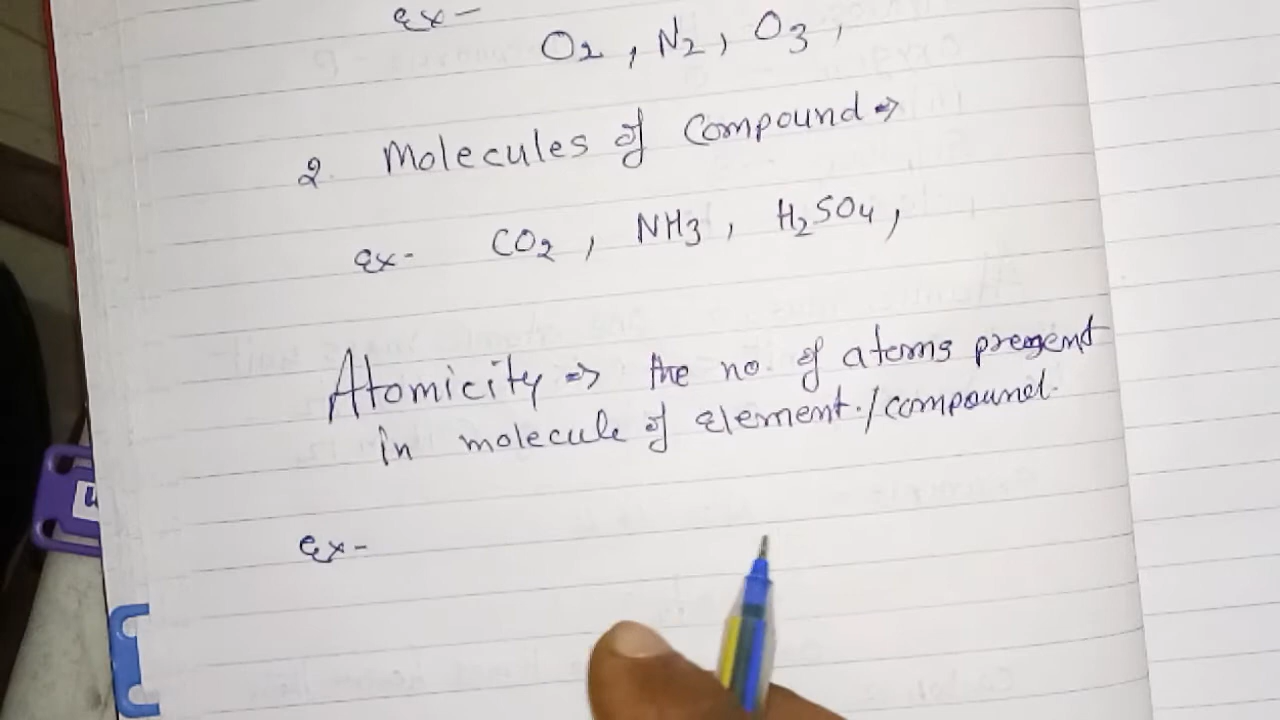 Ex-
O2, N2, O3,
2. Molecules of Compound⇒
Ex- CO2, NH3, H2SO4,
Atomicity ⇒ the no. of atoms present
in molecule of Element./compound.
Ex-